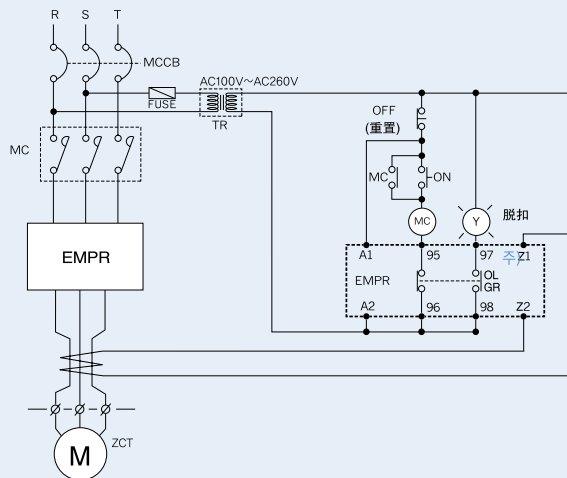 R S T
MCCB
AC100V～AC260V
FUSE
TR
OFF
(重置)
MC
MC
ON
MC
Y
脱扣
EMPR
A1
95
97
주)
Z1
EMPR
OL
GR
A2
96
98
Z2
ZCT
M